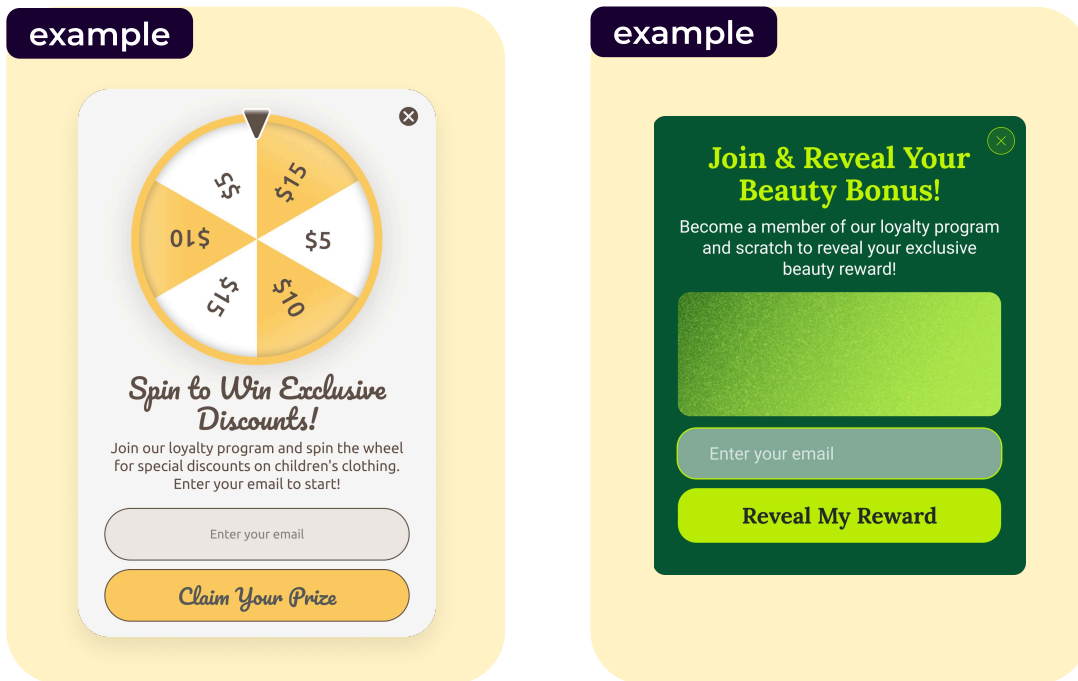 example
$5
$15
$10
$5
$15
$10
Spin to Win Exclusive
Discounts!
Join our loyalty program and spin the wheel
for special discounts on children's clothing.
Enter your email to start!
Enter your email
Claim Your Prize
example
Join & Reveal Your
Beauty Bonus!
Become a member of our loyalty program
and scratch to reveal your exclusive
beauty reward!
Enter your email
Reveal My Reward